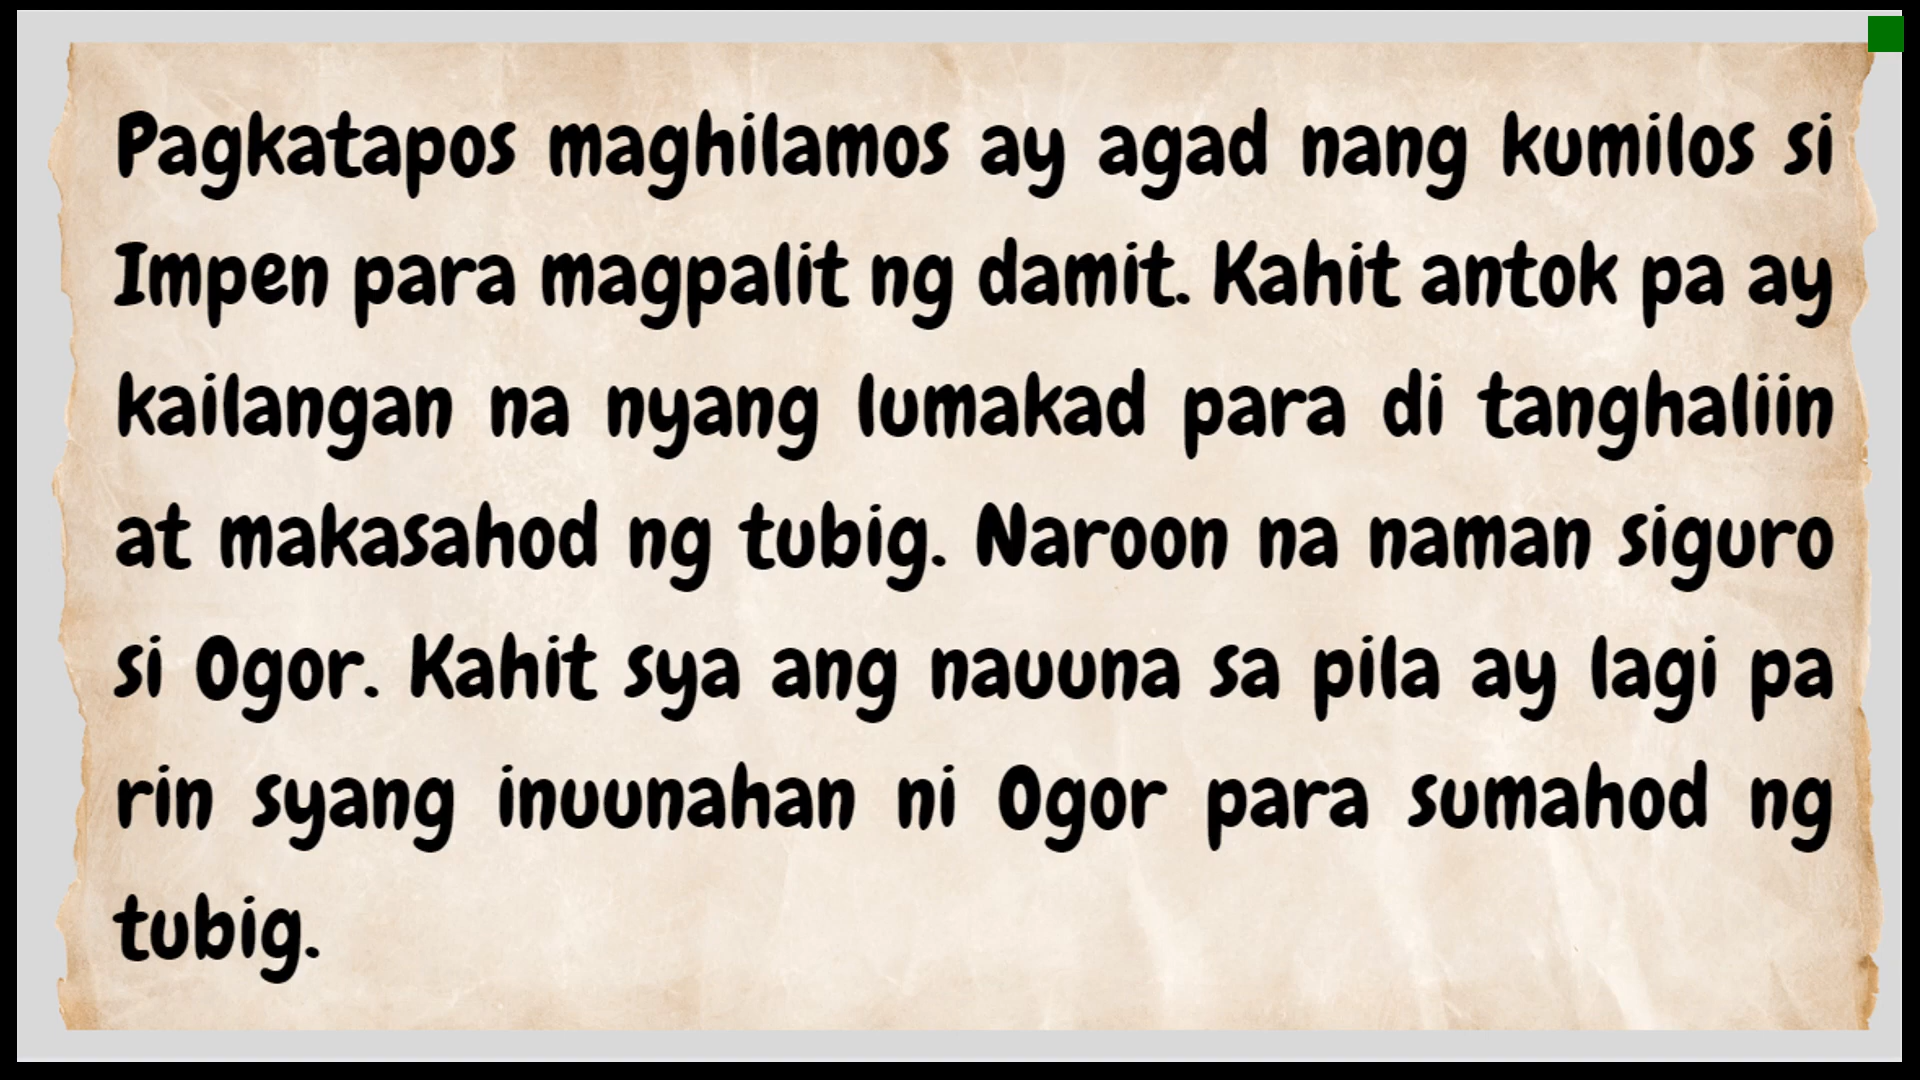 Pagkatapos maghilamos ay agad nang kumilos si
Impen para magpalit ng damit. Kahit antok pa ay
kailangan na nyang lumakad para di tanghaliin
at makasahod ng tubig. Naroon na naman siguro
si Ogor. Kahit sya ang nauuna sa pila ay lagi pa
rin syang inuunahan ni Ogor para sumahod ng
tubig.